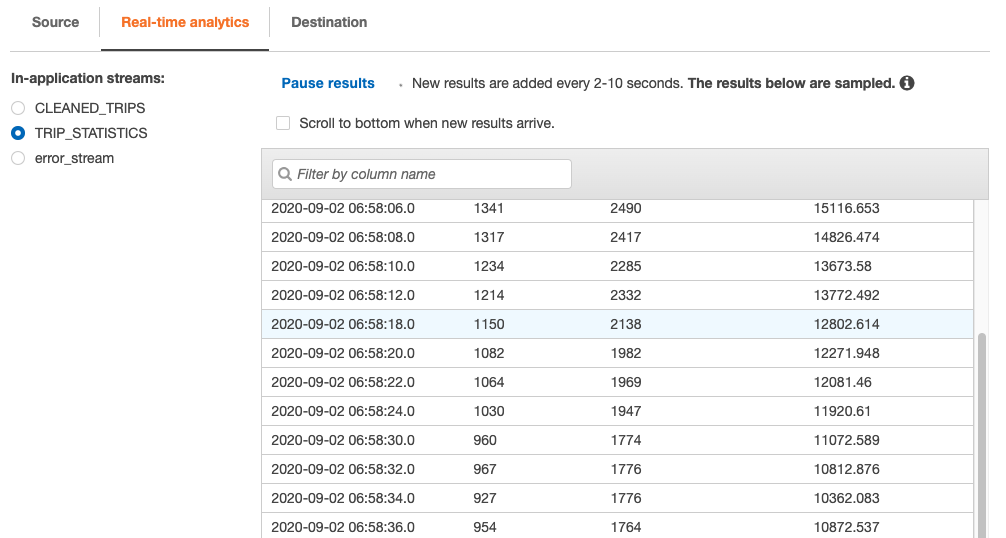 Source Real-time analytics Destination
In-application streams:
CLEANED_TRIPS
TRIP_STATISTICS
error_stream
Pause results . New results are added every 2-10 seconds. The results below are sampled.
Scroll to bottom when new results arrive.
Filter by column name
2020-09-02 06:58:06.0 1341 2490 15116.653
2020-09-02 06:58:08.0 1317 2417 14826.474
2020-09-02 06:58:10.0 1234 2285 13673.58
2020-09-02 06:58:12.0 1214 2332 13772.492
2020-09-02 06:58:18.0 1150 2138 12802.614
2020-09-02 06:58:20.0 1082 1982 12271.948
2020-09-02 06:58:22.0 1064 1969 12081.46
2020-09-02 06:58:24.0 1030 1947 11920.61
2020-09-02 06:58:30.0 960 1774 11072.589
2020-09-02 06:58:32.0 967 1776 10812.876
2020-09-02 06:58:34.0 927 1776 10362.083
2020-09-02 06:58:36.0 954 1764 10872.537